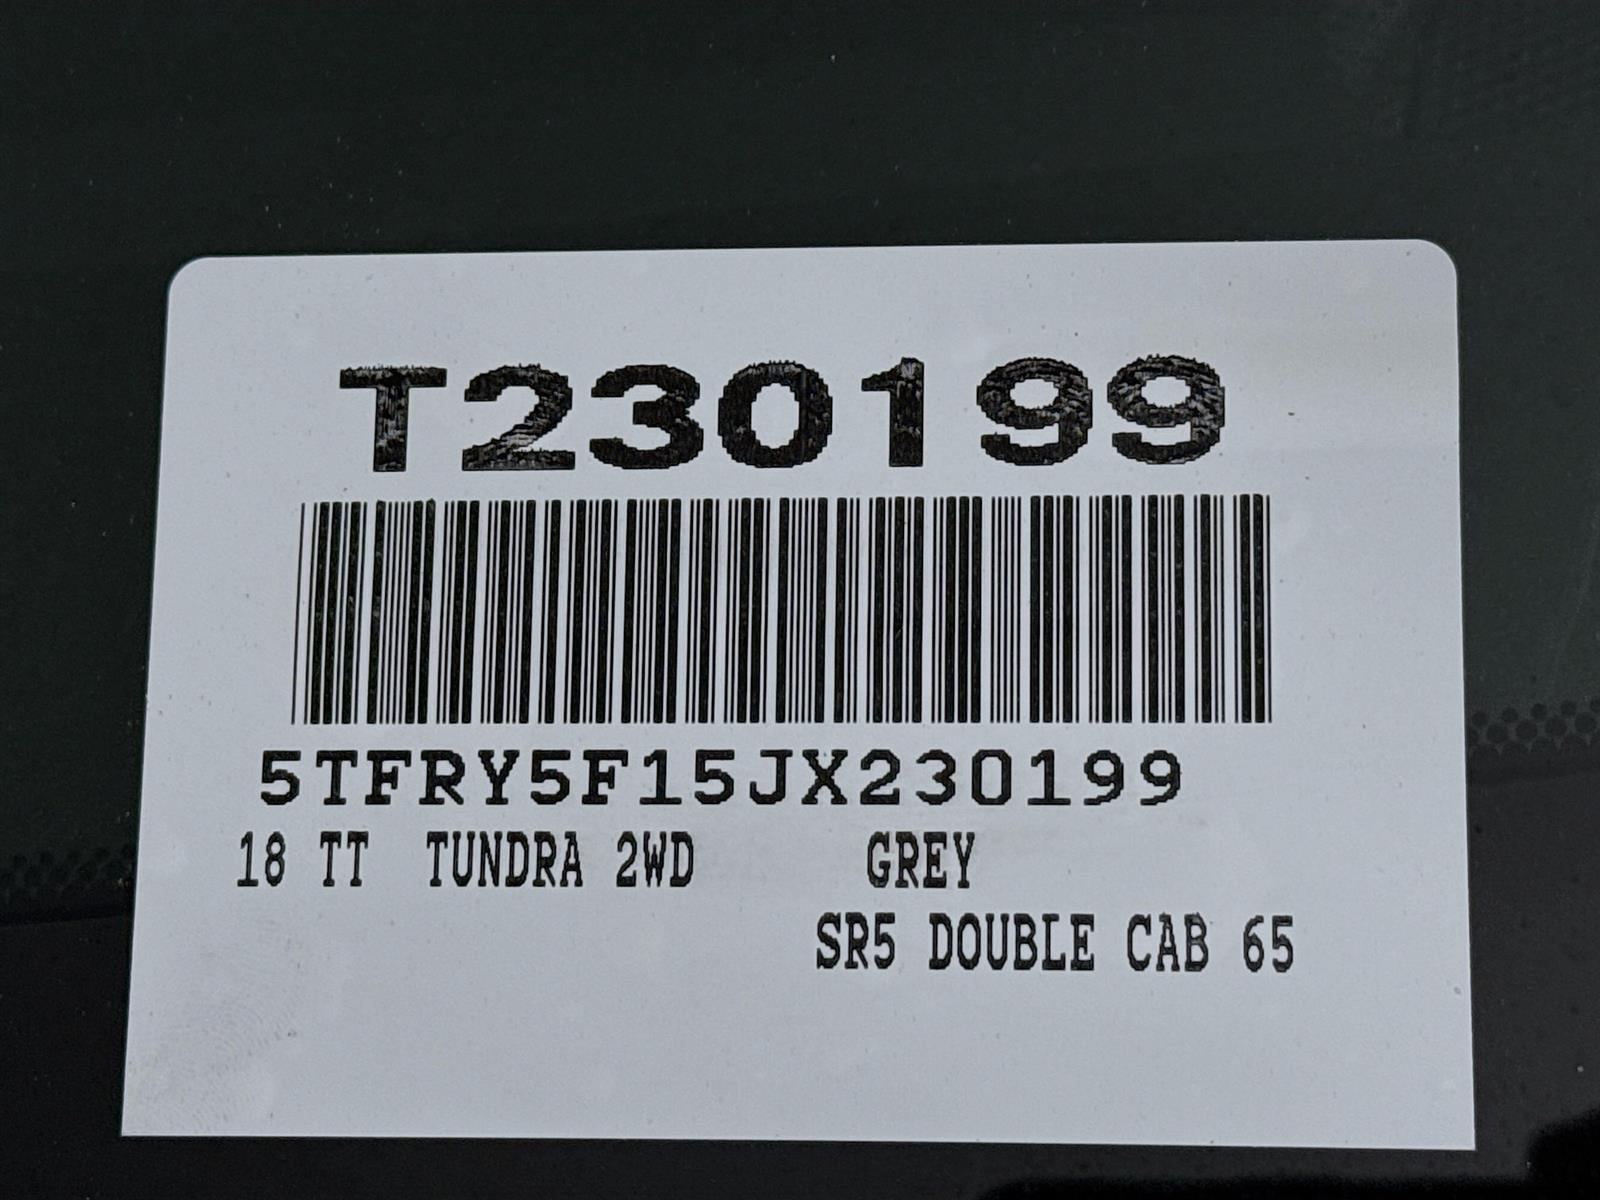 T230199
5TFRY5F15JX230199
18 TT TUNDRA 2WD GREY
SR5 DOUBLE CAB 65